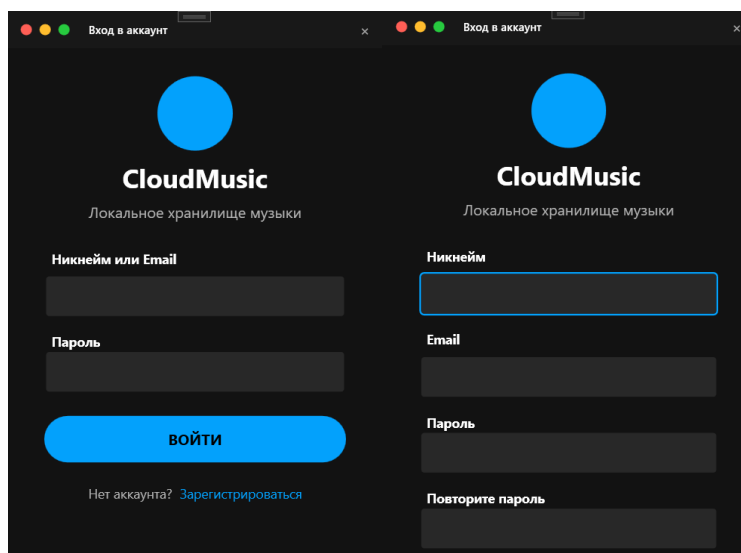 Вход в аккаунт
×
CloudMusic
Локальное хранилище музыки
Никнейм или Email
Пароль
ВОЙТИ
Нет аккаунта? Зарегистрироваться
Вход в аккаунт
×
CloudMusic
Локальное хранилище музыки
Никнейм
Email
Пароль
Повторите пароль